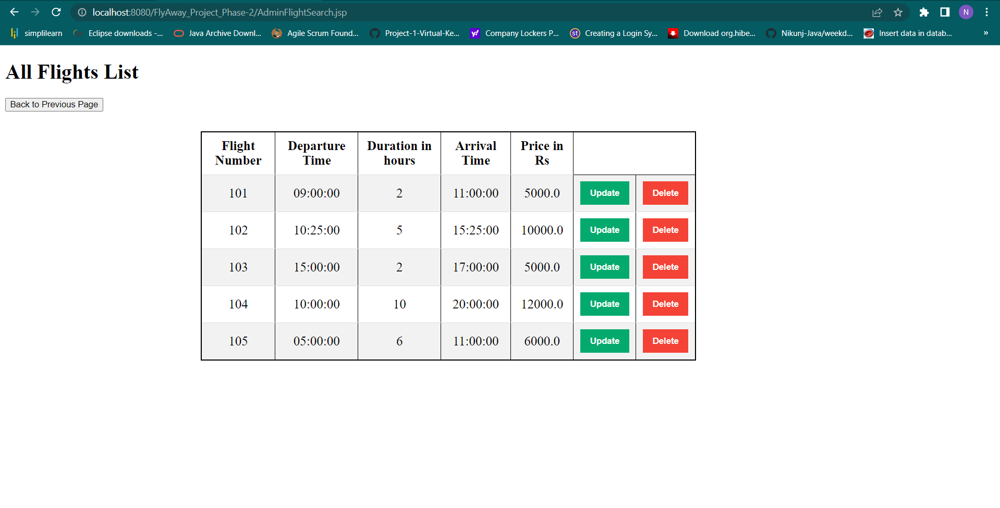 localhost:8080/FlyAway_Project_Phase-2/AdminFlightSearch.jsp
N
simplilearn Eclipse downloads -... Java Archive Downl... Agile Scrum Found... Project-1-Virtual-Ke... y! Company Lockers P... st Creating a Login Sy... Download org.hibe... Nikunj-Java/weekd... Insert data in datab... »
All Flights List
Back to Previous Page
Flight Number Departure Time Duration in hours Arrival Time Price in Rs
101 09:00:00 2 11:00:00 5000.0 Update Delete
102 10:25:00 5 15:25:00 10000.0 Update Delete
103 15:00:00 2 17:00:00 5000.0 Update Delete
104 10:00:00 10 20:00:00 12000.0 Update Delete
105 05:00:00 6 11:00:00 6000.0 Update Delete